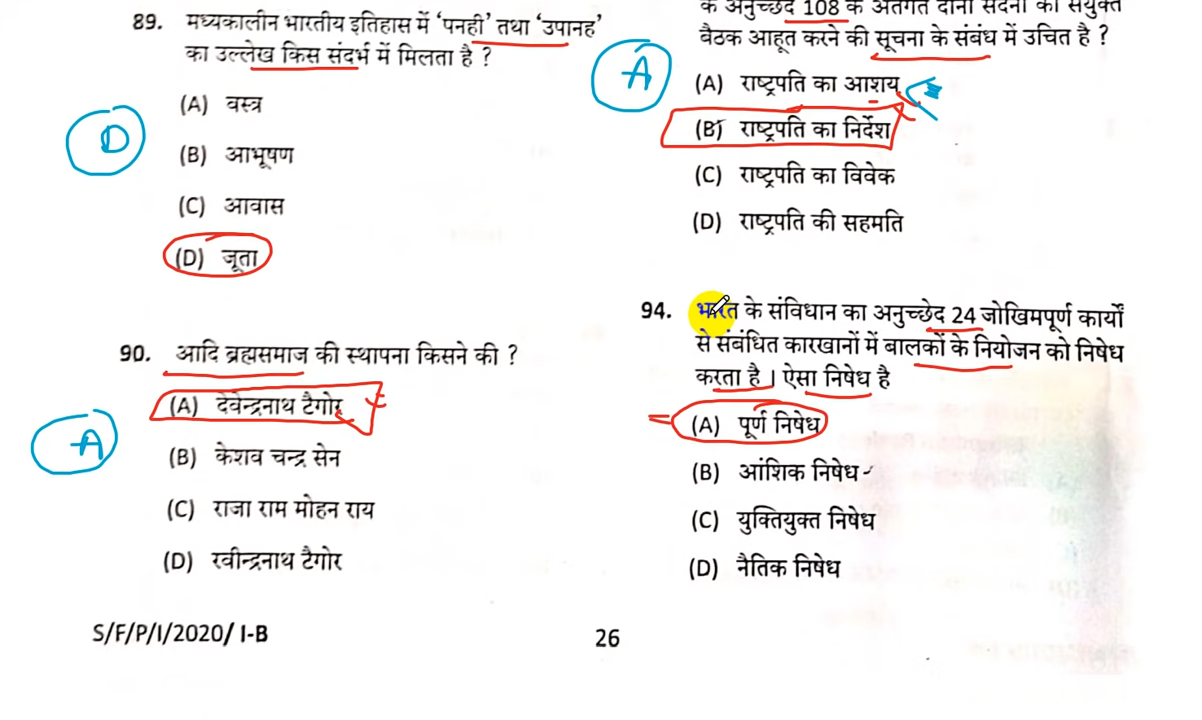 89. मध्यकालीन भारतीय इतिहास में ‘पनही’ तथा ‘उपानह’
का उल्लेख किस संदर्भ में मिलता है ?
(A) वस्त्र
(B) आभूषण
(C) आवास
(D) जूता
D
90. आदि ब्रह्मसमाज की स्थापना किसने की ?
(A) देवेन्द्रनाथ टैगोर
(B) केशव चन्द्र सेन
(C) राजा राम मोहन राय
(D) रवीन्द्रनाथ टैगोर
A
के अनुच्छेद 108 के अंतर्गत दोनों सदनों की संयुक्त
बैठक आहूत करने की सूचना के संबंध में उचित है ?
(A) राष्ट्रपति का आशय
(B) राष्ट्रपति का निर्देश
(C) राष्ट्रपति का विवेक
(D) राष्ट्रपति की सहमति
A
94. भारत के संविधान का अनुच्छेद 24 जोखिमपूर्ण कार्यों
से संबंधित कारखानों में बालकों के नियोजन को निषेध
करता है । ऐसा निषेध है
(A) पूर्ण निषेध
(B) आंशिक निषेध
(C) युक्तियुक्त निषेध
(D) नैतिक निषेध
S/F/P/I/2020/ I-B
26